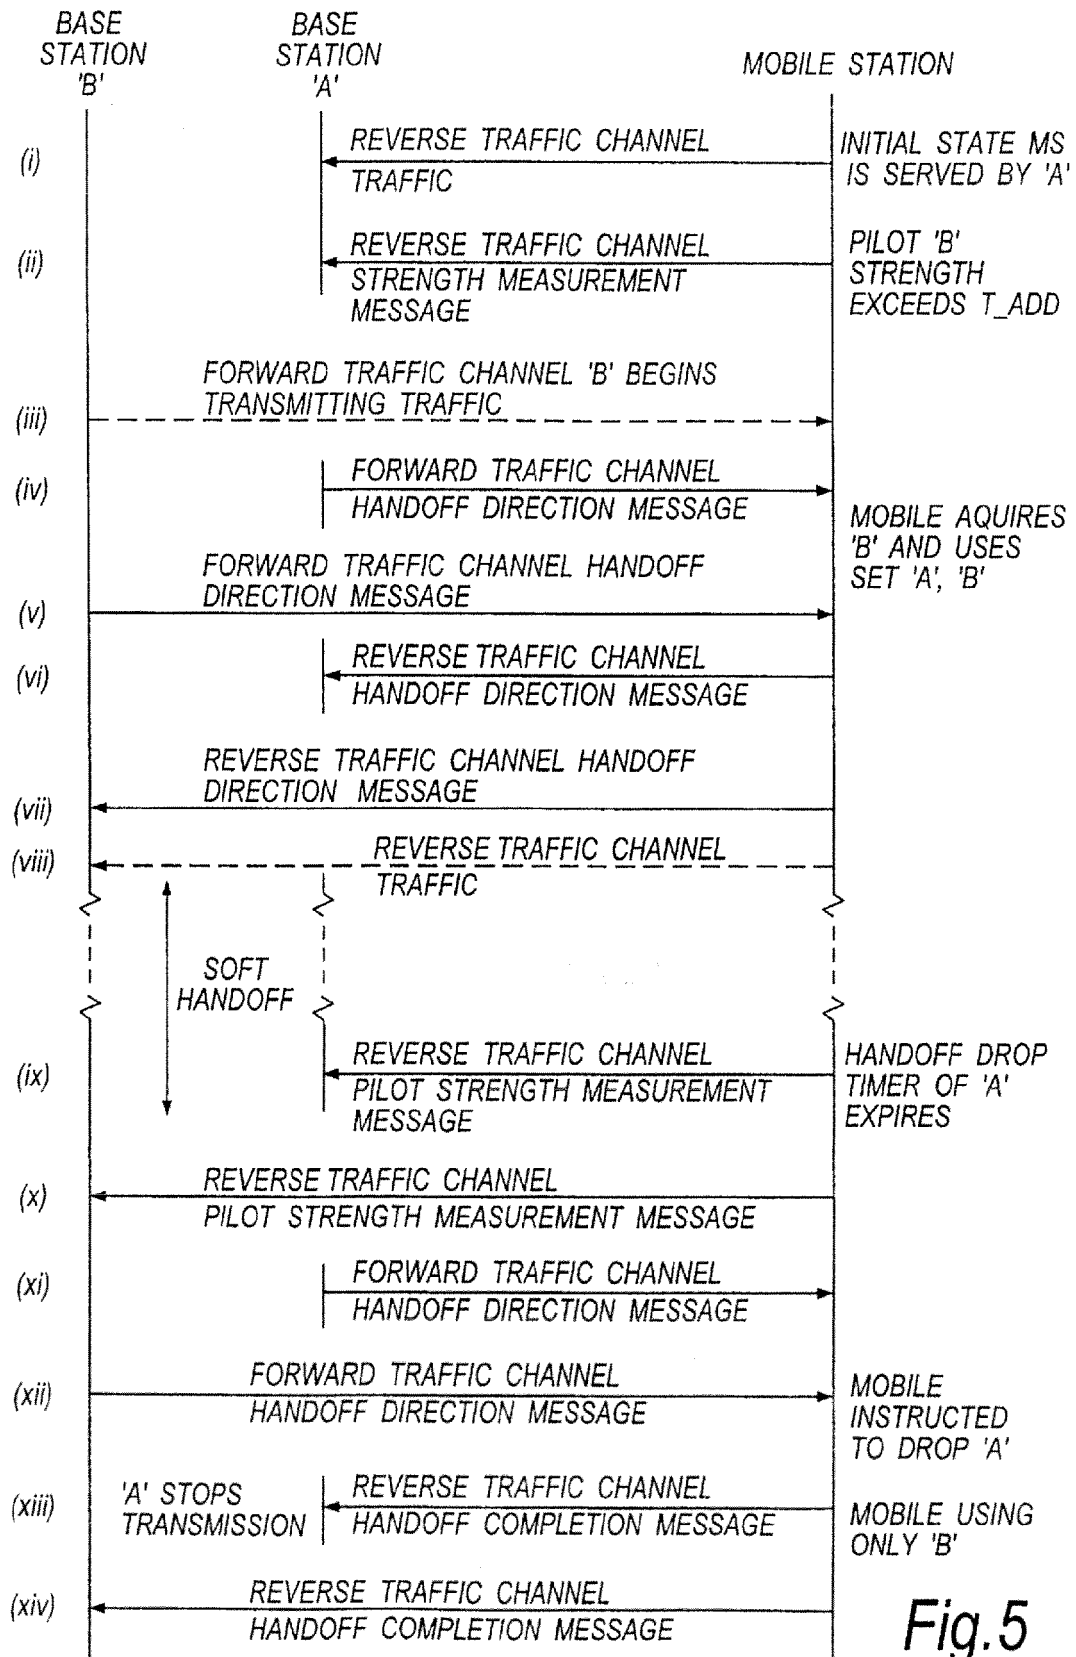 BASE
STATION
'B'
BASE
STATION
'A'
MOBILE STATION
(i)
REVERSE TRAFFIC CHANNEL
TRAFFIC
INITIAL STATE MS
IS SERVED BY 'A'
(ii)
REVERSE TRAFFIC CHANNEL
STRENGTH MEASUREMENT
MESSAGE
PILOT 'B'
STRENGTH
EXCEEDS T_ADD
(iii)
FORWARD TRAFFIC CHANNEL 'B' BEGINS
TRANSMITTING TRAFFIC
(iv)
FORWARD TRAFFIC CHANNEL
HANDOFF DIRECTION MESSAGE
MOBILE AQUIRES
'B' AND USES
SET 'A', 'B'
(v)
FORWARD TRAFFIC CHANNEL HANDOFF
DIRECTION MESSAGE
(vi)
REVERSE TRAFFIC CHANNEL
HANDOFF DIRECTION MESSAGE
(vii)
REVERSE TRAFFIC CHANNEL HANDOFF
DIRECTION MESSAGE
(viii)
REVERSE TRAFFIC CHANNEL
TRAFFIC
SOFT
HANDOFF
(ix)
REVERSE TRAFFIC CHANNEL
PILOT STRENGTH MEASUREMENT
MESSAGE
HANDOFF DROP
TIMER OF 'A'
EXPIRES
(x)
REVERSE TRAFFIC CHANNEL
PILOT STRENGTH MEASUREMENT MESSAGE
(xi)
FORWARD TRAFFIC CHANNEL
HANDOFF DIRECTION MESSAGE
(xii)
FORWARD TRAFFIC CHANNEL
HANDOFF DIRECTION MESSAGE
MOBILE
INSTRUCTED
TO DROP 'A'
(xiii)
'A' STOPS
TRANSMISSION
REVERSE TRAFFIC CHANNEL
HANDOFF COMPLETION MESSAGE
MOBILE USING
ONLY 'B'
(xiv)
REVERSE TRAFFIC CHANNEL
HANDOFF COMPLETION MESSAGE
Fig.5